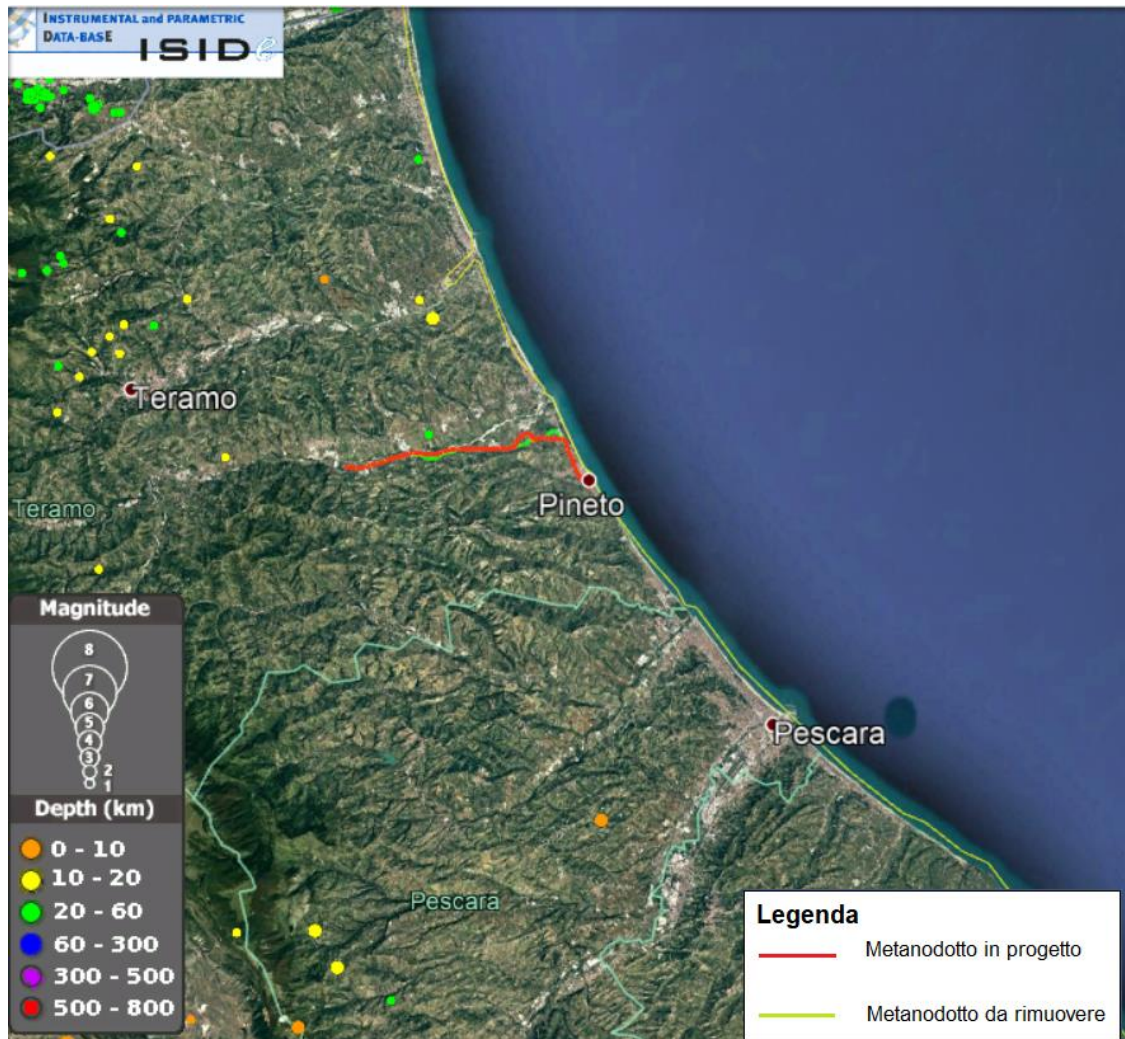 INSTRUMENTAL and PARAMETRIC
DATA-BASE ISIDe
Teramo
Pineto
Teramo
Pescara
Pescara
Magnitude
8
7
6
5
4
3
2
1
Depth (km)
0 - 10
10 - 20
20 - 60
60 - 300
300 - 500
500 - 800
Legenda
Metanodotto in progetto
Metanodotto da rimuovere